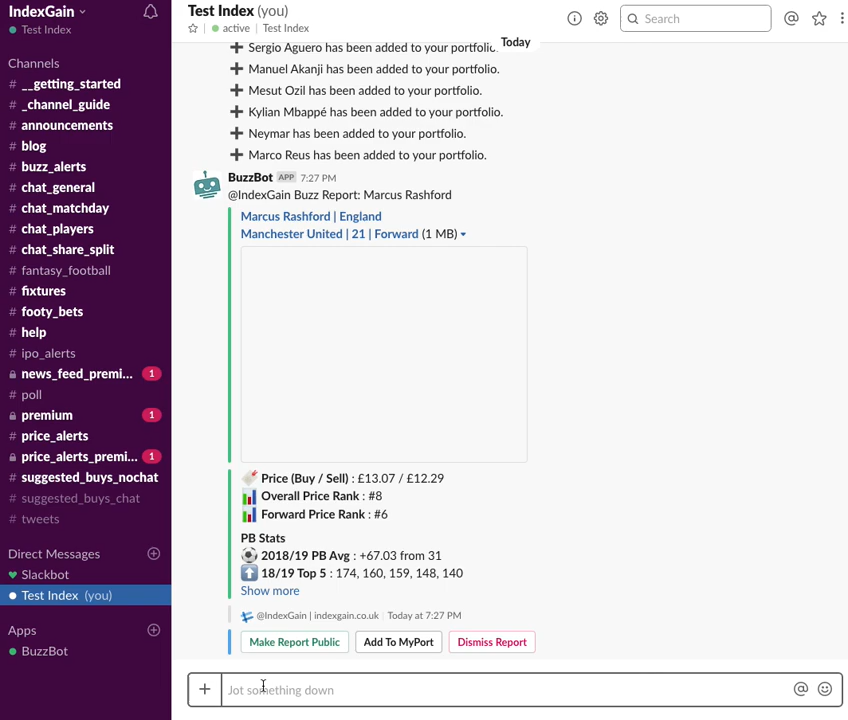 IndexGain
Test Index
Channels
# __getting_started
# _channel_guide
# announcements
# blog
# buzz_alerts
# chat_general
# chat_matchday
# chat_players
# chat_share_split
# fantasy_football
# fixtures
# footy_bets
# help
# ipo_alerts
news_feed_premi... 1
# poll
premium 1
# price_alerts
price_alerts_premi... 1
# suggested_buys_nochat
# suggested_buys_chat
# tweets
Direct Messages
Slackbot
Test Index (you)
Apps
BuzzBot
Test Index (you)
active | Test Index
Search
Today
Sergio Aguero has been added to your portfolio.
Manuel Akanji has been added to your portfolio.
Mesut Ozil has been added to your portfolio.
Kylian Mbappé has been added to your portfolio.
Neymar has been added to your portfolio.
Marco Reus has been added to your portfolio.
BuzzBot APP 7:27 PM
@IndexGain Buzz Report: Marcus Rashford
Marcus Rashford | England
Manchester United | 21 | Forward (1 MB)
Price (Buy / Sell) : £13.07 / £12.29
Overall Price Rank : #8
Forward Price Rank : #6
PB Stats
2018/19 PB Avg : +67.03 from 31
18/19 Top 5 : 174, 160, 159, 148, 140
Show more
@IndexGain | indexgain.co.uk | Today at 7:27 PM
Make Report Public Add To MyPort Dismiss Report
Jot something down